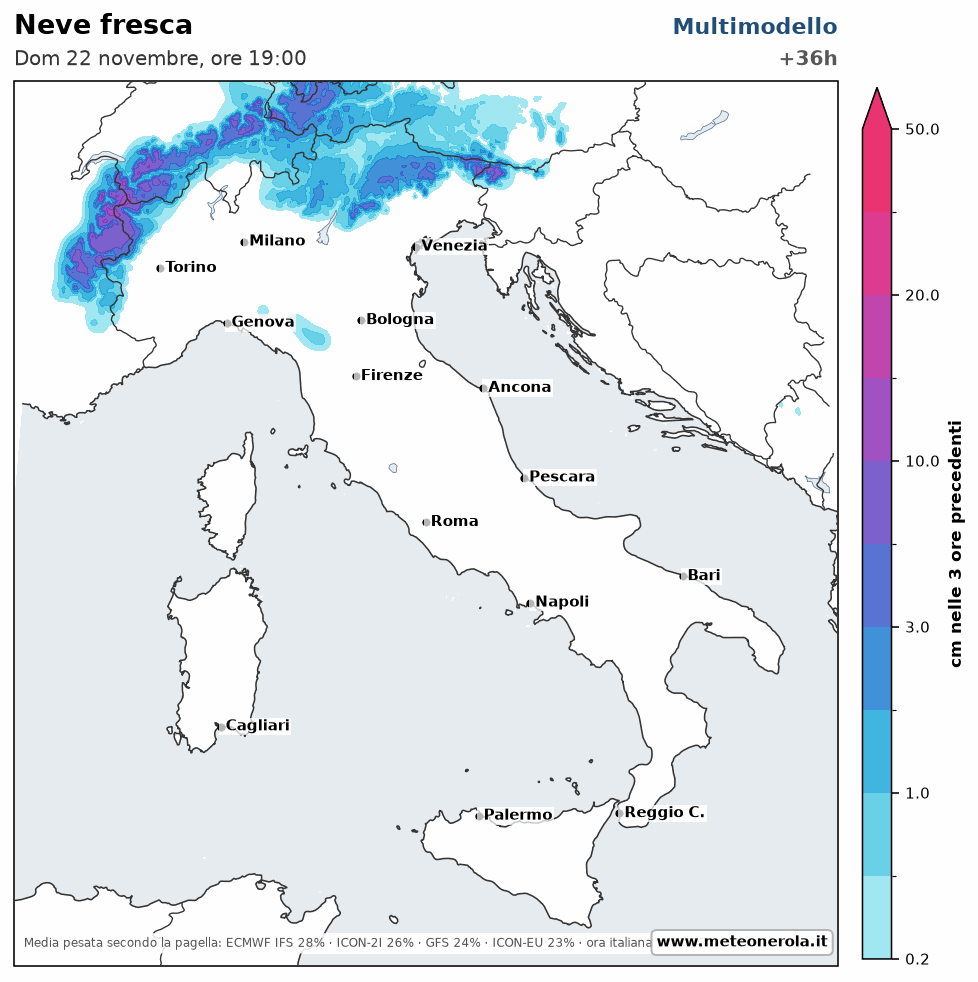 Neve fresca
Multimodello
Dom 22 novembre, ore 19:00
+36h
50.0
20.0
10.0
3.0
1.0
0.2
cm nelle 3 ore precedenti
Milano
Venezia
Torino
Genova
Bologna
Firenze
Ancona
Pescara
Roma
Bari
Napoli
Cagliari
Palermo
Reggio C.
Media pesata secondo la pagella: ECMWF IFS 28% · ICON-2I 26% · GFS 24% · ICON-EU 23% · ora italiana
www.meteonerola.it